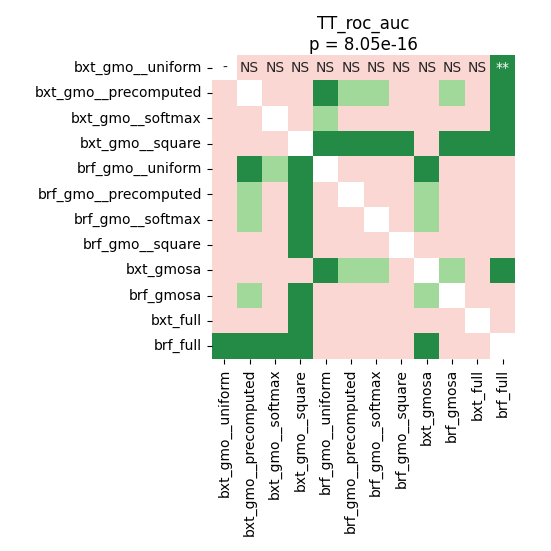 TT_roc_auc
p = 8.05e-16
bxt_gmo__uniform
- NS NS NS NS NS NS NS NS NS NS **
bxt_gmo__precomputed
bxt_gmo__softmax
bxt_gmo__square
brf_gmo__uniform
brf_gmo__precomputed
brf_gmo__softmax
brf_gmo__square
bxt_gmosa
brf_gmosa
bxt_full
brf_full
bxt_gmo__uniform
bxt_gmo__precomputed
bxt_gmo__softmax
bxt_gmo__square
brf_gmo__uniform
brf_gmo__precomputed
brf_gmo__softmax
brf_gmo__square
bxt_gmosa
brf_gmosa
bxt_full
brf_full